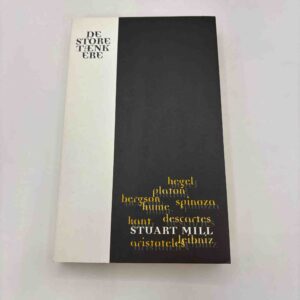 DE
STORE
TÆNK
ERE
hegel
platon
bergson spinoza
hume
kant descartes
STUART MILL
aristoteles leibniz